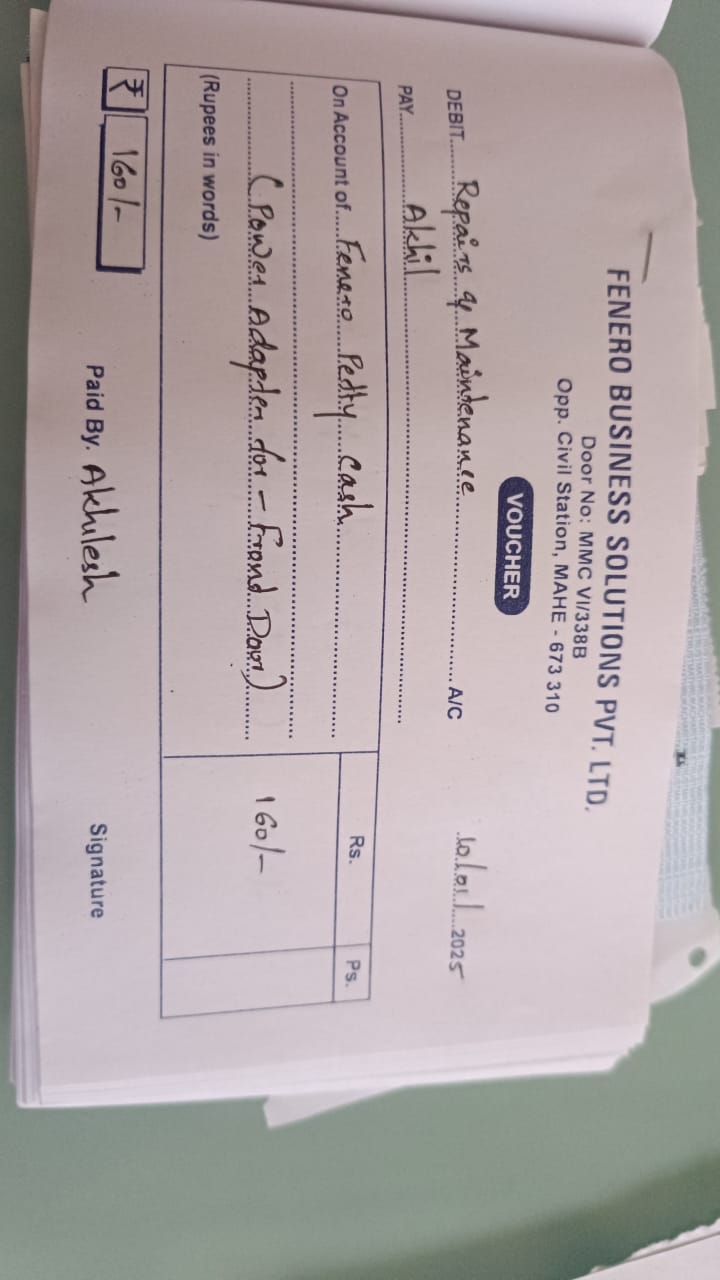 FENERO BUSINESS SOLUTIONS PVT. LTD.
Door No: MMC VI/338B
Opp. Civil Station, MAHE - 673 310
VOUCHER
DEBIT Repairs & Maintenance A/C 10/01/2025
PAY Akhil
Rs. Ps.
On Account of Fenero Petty Cash
(Power Adapter for - Frond Door) 160/-
(Rupees in words)
₹ 160/- Paid By. Akhilesh Signature